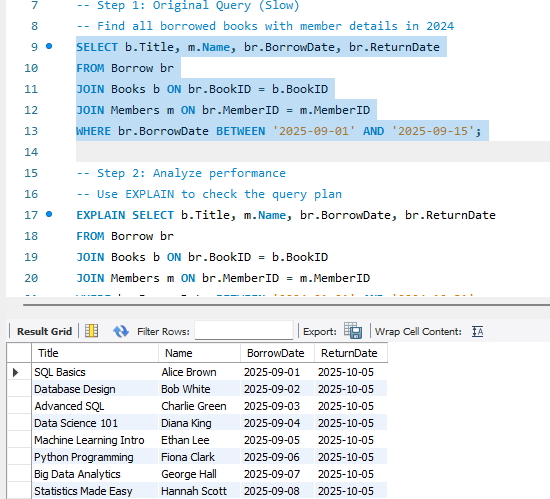 7 -- Step 1: Original Query (Slow)
8 -- Find all borrowed books with member details in 2024
9 SELECT b.Title, m.Name, br.BorrowDate, br.ReturnDate
10 FROM Borrow br
11 JOIN Books b ON br.BookID = b.BookID
12 JOIN Members m ON br.MemberID = m.MemberID
13 WHERE br.BorrowDate BETWEEN '2025-09-01' AND '2025-09-15';
14
15 -- Step 2: Analyze performance
16 -- Use EXPLAIN to check the query plan
17 EXPLAIN SELECT b.Title, m.Name, br.BorrowDate, br.ReturnDate
18 FROM Borrow br
19 JOIN Books b ON br.BookID = b.BookID
20 JOIN Members m ON br.MemberID = m.MemberID
Result Grid Filter Rows: Export: Wrap Cell Content:
Title Name BorrowDate ReturnDate
SQL Basics Alice Brown 2025-09-01 2025-10-05
Database Design Bob White 2025-09-02 2025-10-05
Advanced SQL Charlie Green 2025-09-03 2025-10-05
Data Science 101 Diana King 2025-09-04 2025-10-05
Machine Learning Intro Ethan Lee 2025-09-05 2025-10-05
Python Programming Fiona Clark 2025-09-06 2025-10-05
Big Data Analytics George Hall 2025-09-07 2025-10-05
Statistics Made Easy Hannah Scott 2025-09-08 2025-10-05